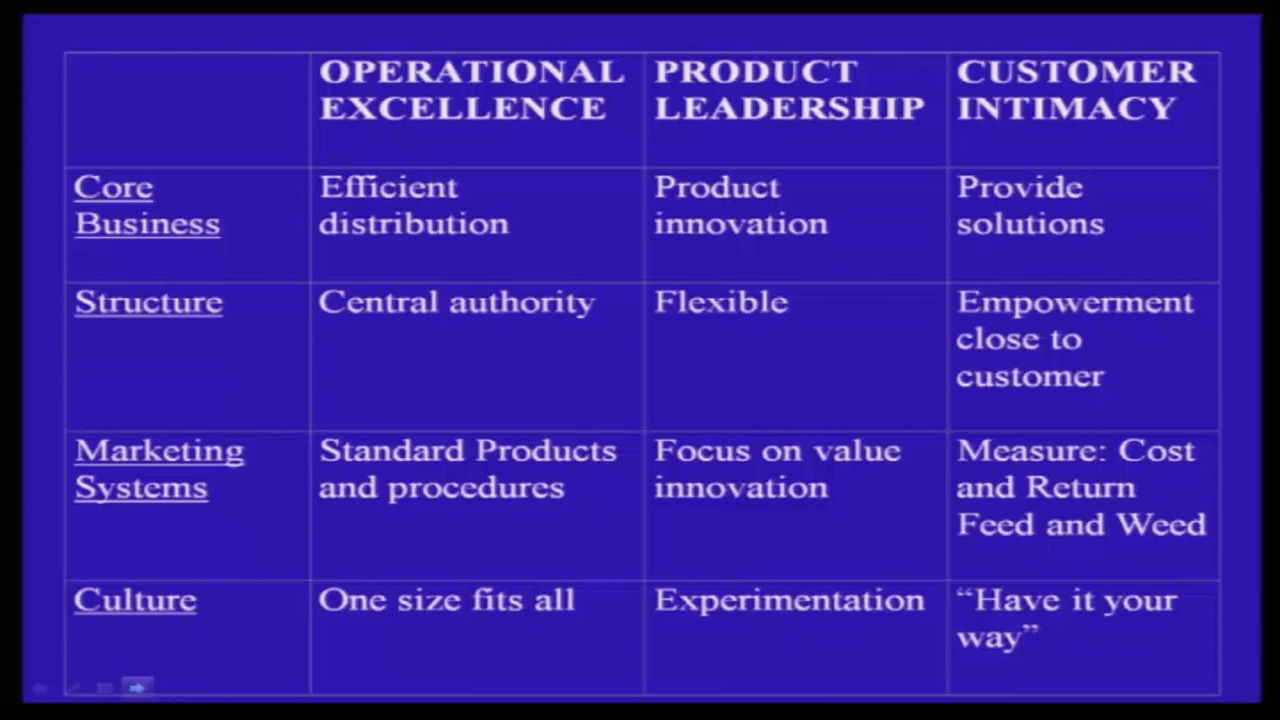 OPERATIONAL EXCELLENCE
PRODUCT LEADERSHIP
CUSTOMER INTIMACY
Core Business
Efficient distribution
Product innovation
Provide solutions
Structure
Central authority
Flexible
Empowerment close to customer
Marketing Systems
Standard Products and procedures
Focus on value innovation
Measure: Cost and Return Feed and Weed
Culture
One size fits all
Experimentation
“Have it your way”